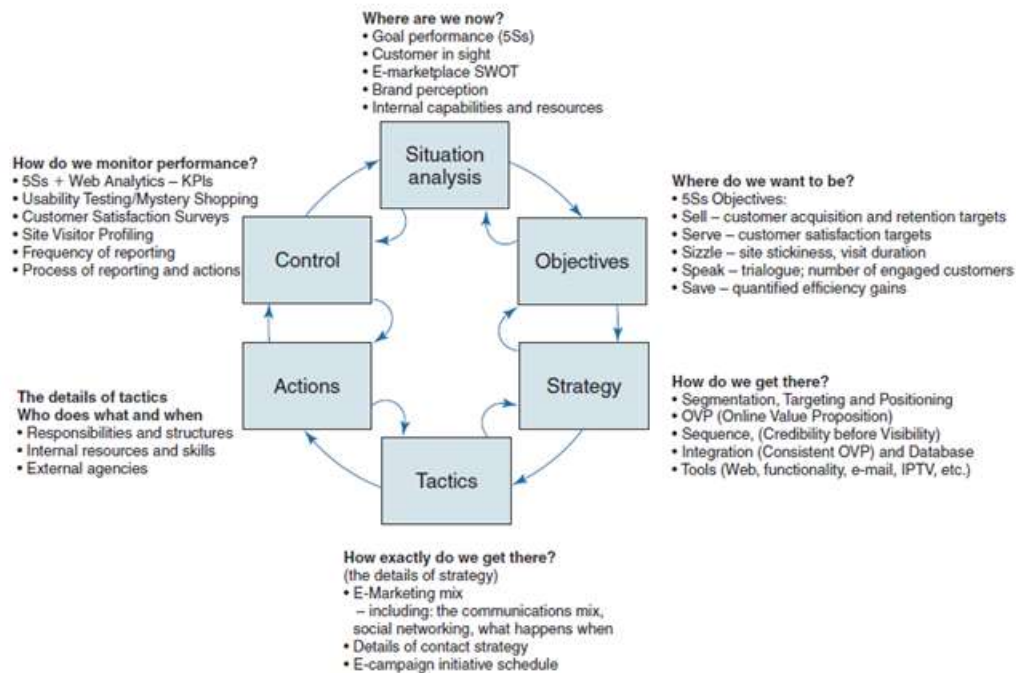 Where are we now?
• Goal performance (5Ss)
• Customer in sight
• E-marketplace SWOT
• Brand perception
• Internal capabilities and resources
Situation
analysis
Where do we want to be?
• 5Ss Objectives:
• Sell – customer acquisition and retention targets
• Serve – customer satisfaction targets
• Sizzle – site stickiness, visit duration
• Speak – trialogue; number of engaged customers
• Save – quantified efficiency gains
Objectives
How do we get there?
• Segmentation, Targeting and Positioning
• OVP (Online Value Proposition)
• Sequence, (Credibility before Visibility)
• Integration (Consistent OVP) and Database
• Tools (Web, functionality, e-mail, IPTV, etc.)
Strategy
Tactics
How exactly do we get there?
(the details of strategy)
• E-Marketing mix
– including: the communications mix,
social networking, what happens when
• Details of contact strategy
• E-campaign initiative schedule
Actions
The details of tactics
Who does what and when
• Responsibilities and structures
• Internal resources and skills
• External agencies
Control
How do we monitor performance?
• 5Ss + Web Analytics – KPIs
• Usability Testing/Mystery Shopping
• Customer Satisfaction Surveys
• Site Visitor Profiling
• Frequency of reporting
• Process of reporting and actions